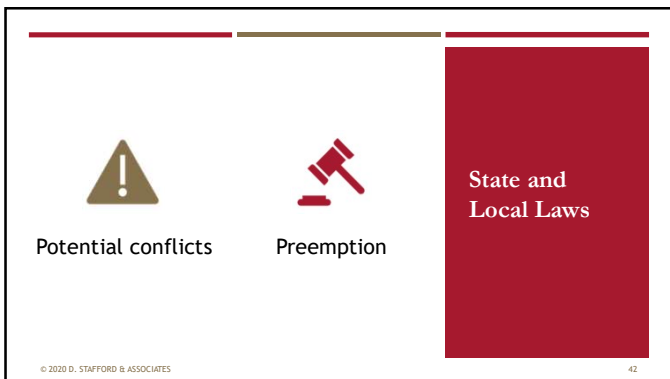 Potential conflicts
Preemption
State and
Local Laws
© 2020 D. STAFFORD & ASSOCIATES
42